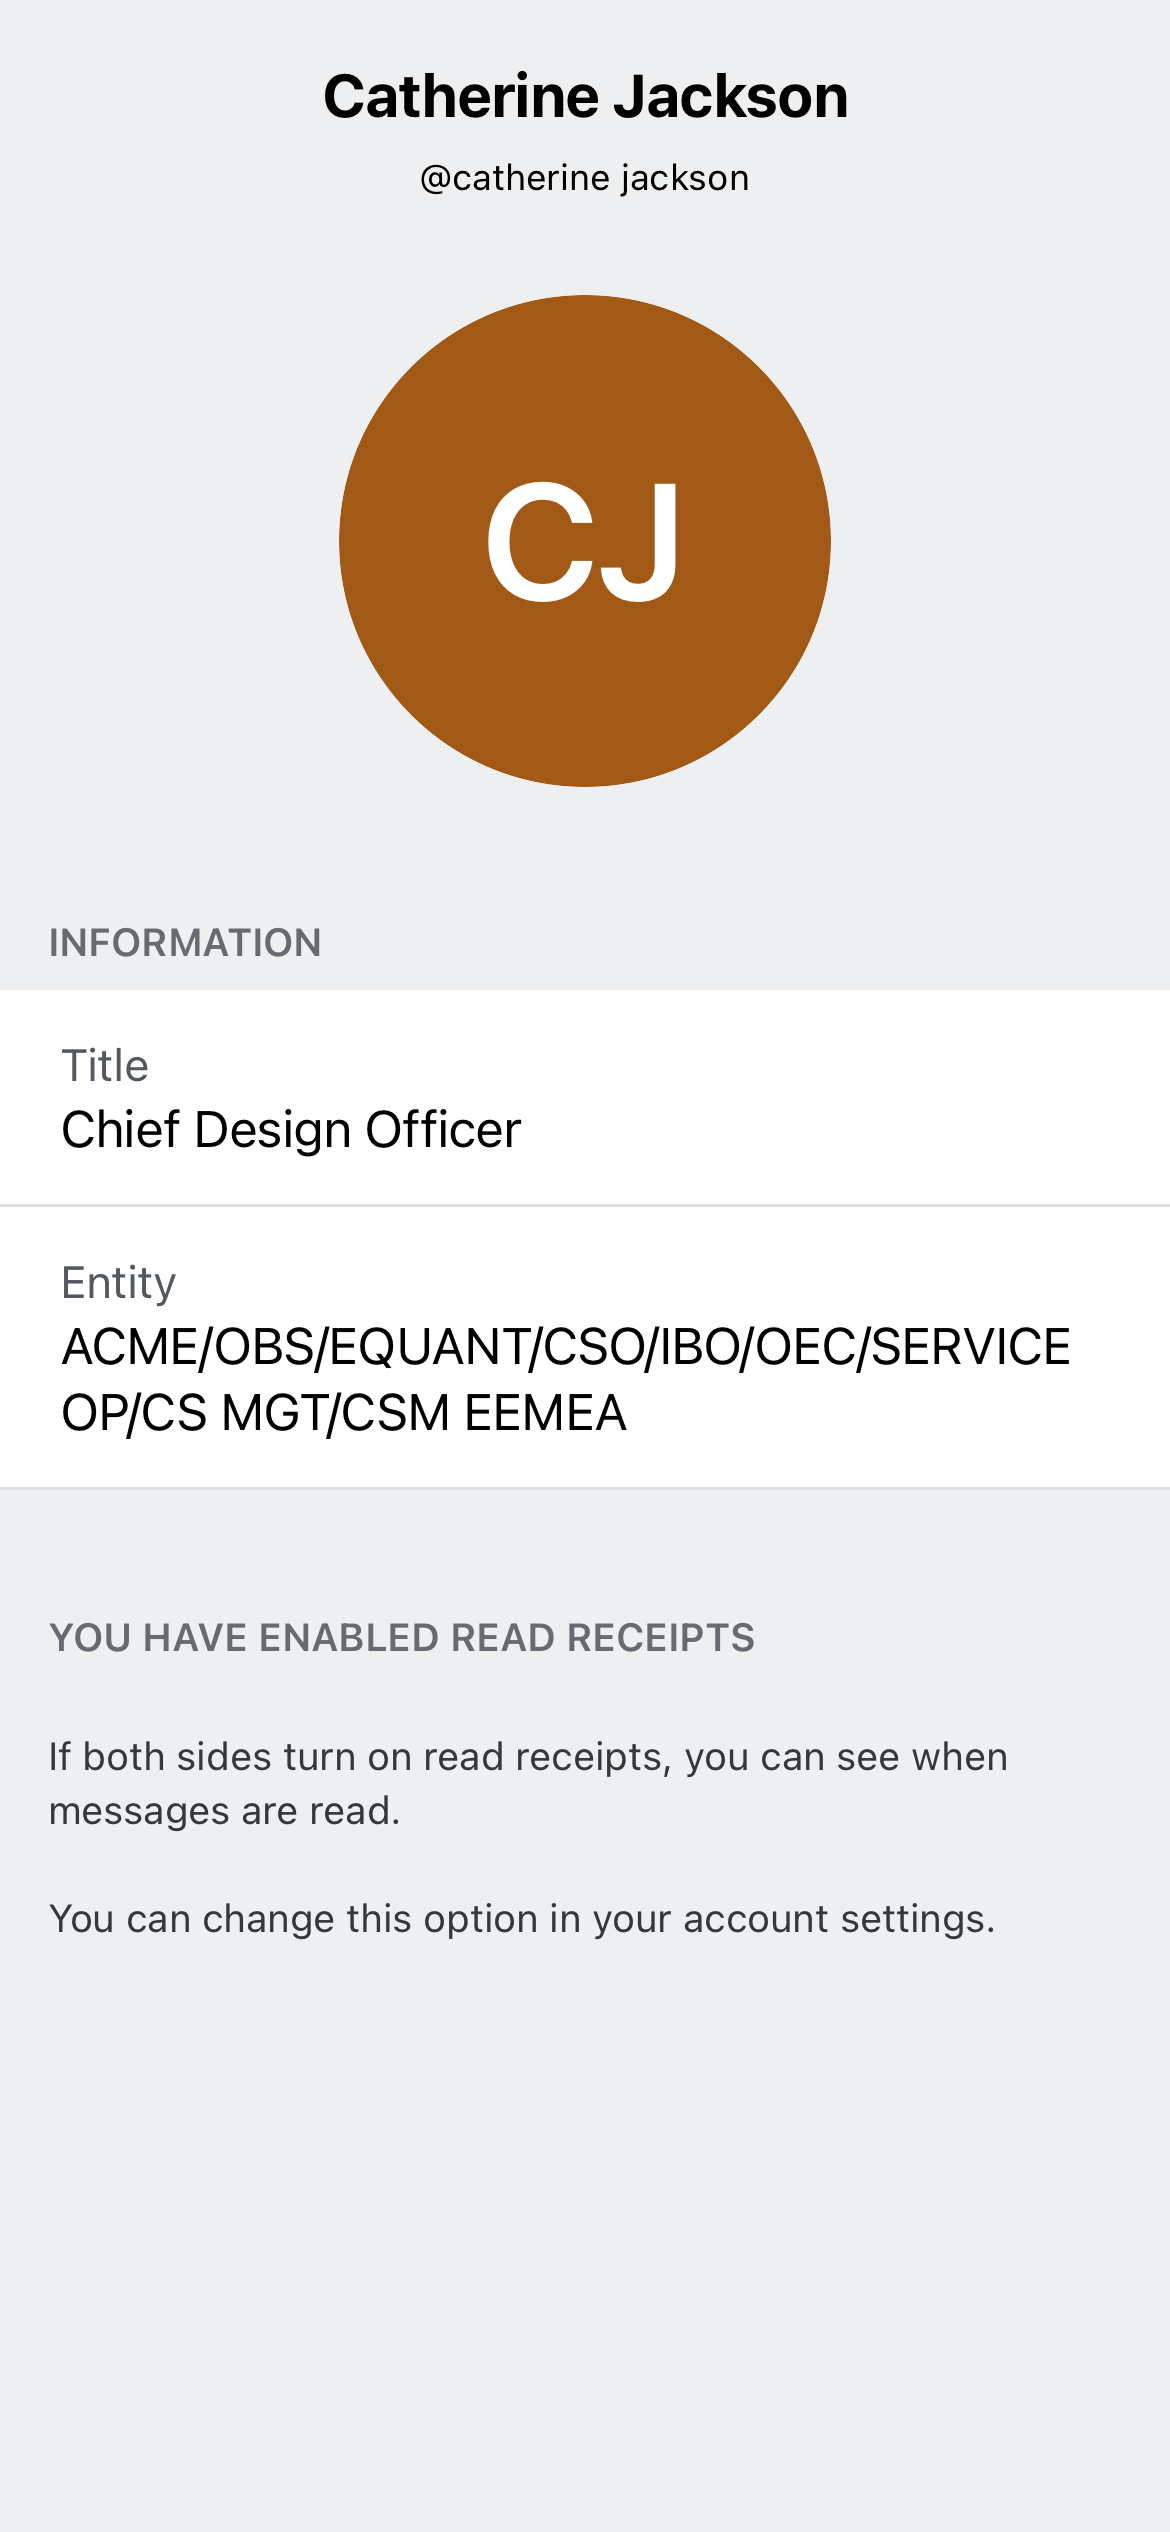 Catherine Jackson
@catherine jackson
CJ
INFORMATION
Title
Chief Design Officer
Entity
ACME/OBS/EQUANT/CSO/IBO/OEC/SERVICE
OP/CS MGT/CSM EEMEA
YOU HAVE ENABLED READ RECEIPTS
If both sides turn on read receipts, you can see when
messages are read.
You can change this option in your account settings.